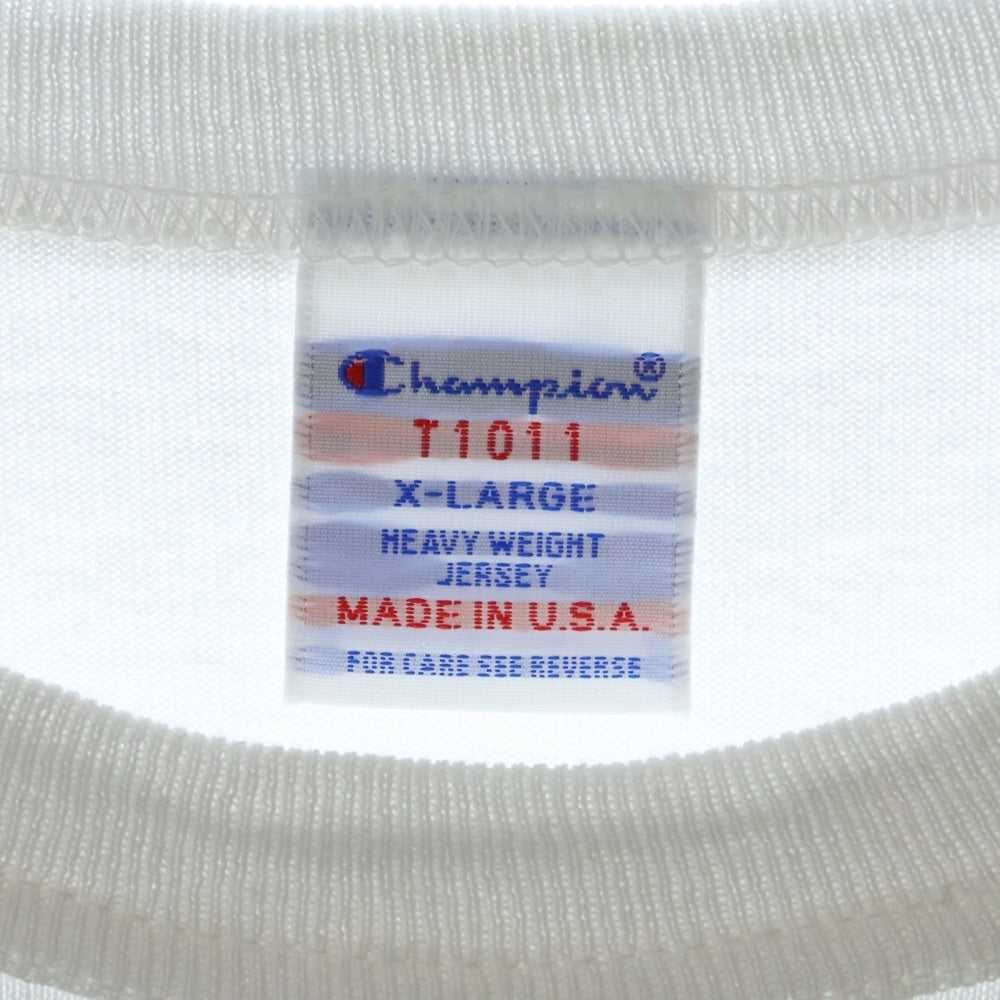 Champion®
T1011
X-LARGE
HEAVY WEIGHT
JERSEY
MADE IN U.S.A.
FOR CARE SEE REVERSE